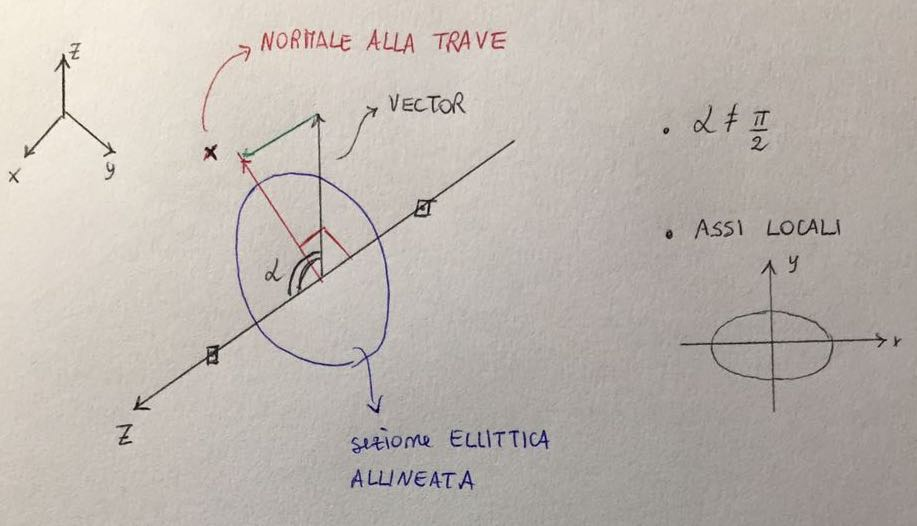 NORMALE ALLA TRAVE
Z
x
y
VECTOR
x
α
Z
sezione ELLITTICA
ALLINEATA
• α ≠ π/2
• ASSI LOCALI
y
x